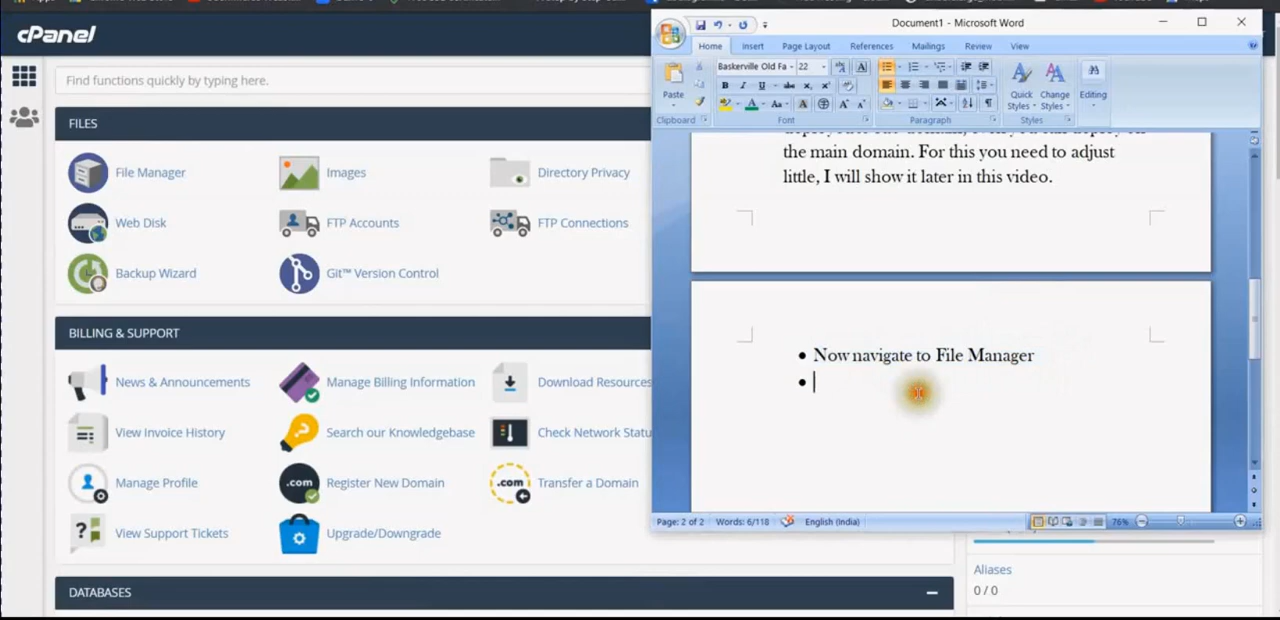 cPanel
Find functions quickly by typing here.
FILES
File Manager
Images
Directory Privacy
Web Disk
FTP Accounts
FTP Connections
Backup Wizard
Git™ Version Control
BILLING & SUPPORT
News & Announcements
Manage Billing Information
Download Resources
View Invoice History
Search our Knowledgebase
Check Network Statu
Manage Profile
.com
Register New Domain
.com
Transfer a Domain
View Support Tickets
Upgrade/Downgrade
DATABASES
Aliases
0 / 0
Document1 - Microsoft Word
Home Insert Page Layout References Mailings Review View
Baskerville Old Fa 22
Paste
Quick Styles
Change Styles
Editing
Clipboard Font Paragraph Styles
the main domain. For this you need to adjust
little, I will show it later in this video.
• Now navigate to File Manager
•
Page: 2 of 2 Words: 6/118 English (India) 76%